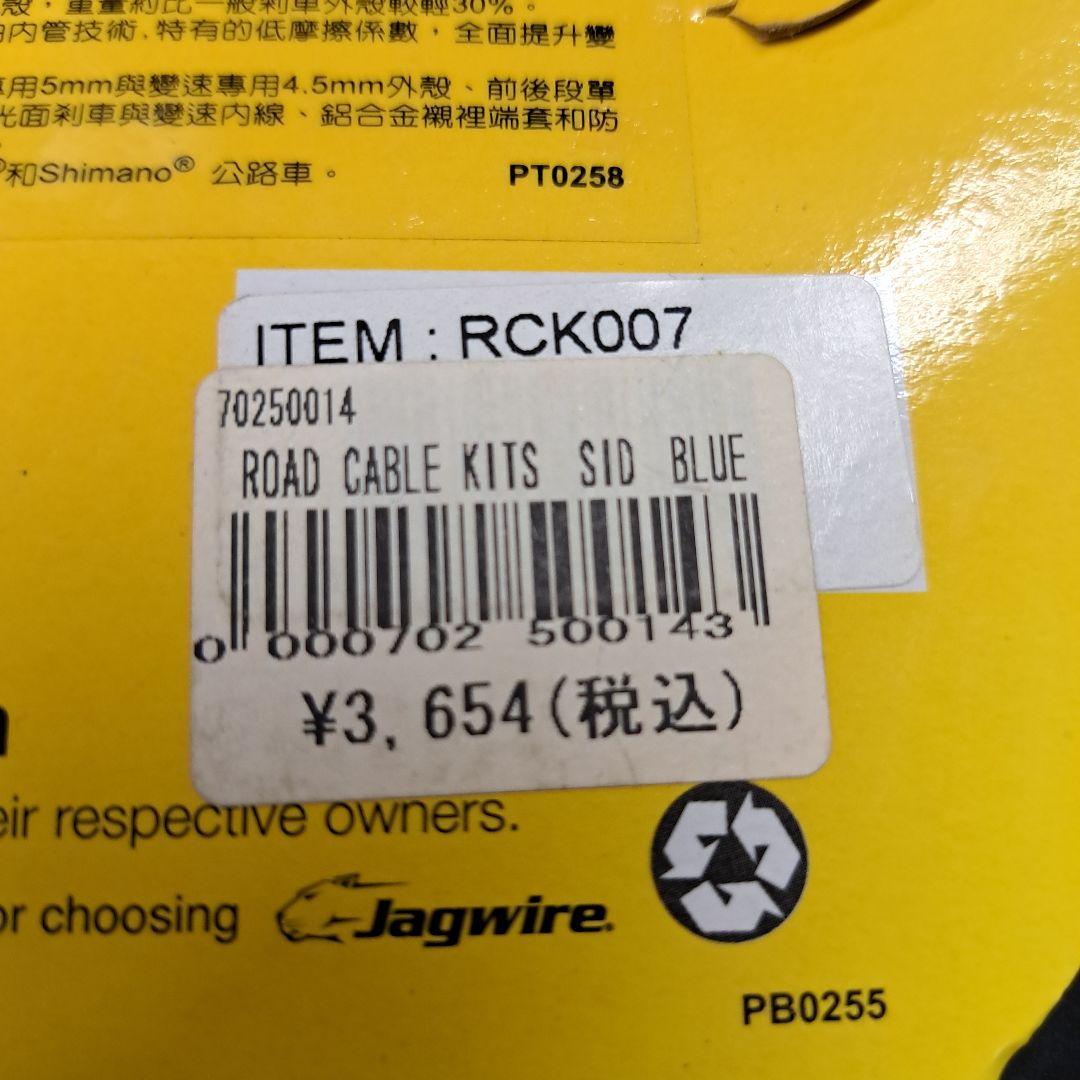 殼，重量約比一般剎車外殼較輕30%。
內管技術．特有的低摩擦係數，全面提升變
專用5mm與變速專用4.5mm外殼、前後段單
光面剎車與變速內線、鋁合金襯裡端套和防
®和Shimano® 公路車。
PT0258
ITEM : RCK007
70250014
ROAD CABLE KITS SID BLUE
0 000702 500143
¥3,654(税込)
eir respective owners.
or choosing Jagwire.
PB0255